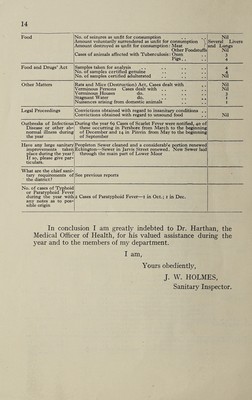 14
Food
No. of seizures as unfit for consumption
Nil
Amount voluntarily surrendered as unfit for consumption
Several Livers
Amount destroyed as unfit for consumption: Meat
and Lungs
Other Foodstuffs
Nil
Cases of animals affected with Tuberculosis: Oxen
Pigs
Food and Drugs' Act
Samples taken for analysis
No. of samples certified genuine
No. of samples certified adulterated
Nil
Other Matters
Rats and Mice (Destruction) Act, Cases dealt with
Nil
Verminous Persons Cases dealt with
Nil
Verminous Houses do.
Stagnant Water do.
Nuisances arising from domestic animals
Legal Proceedings
Convictions obtained with regard to insanitary conditions
Convictions obtained with regard to unsound food
Nil
Outbreaks of Infectious Disease or other abnormal illness during the year
During the year 62 Cases of Scarlet Fever were notified, 40 of
these occurring in Penthore from March to the beginning
of December and 14 in Pinvin from May to the beginning
of September
Have any large sanitary improvements taken place during the year? If so, please give particulars.
Peopleton Sewer cleaned and a considerable portion renewed
Eckington—Sewer in Jarvis Street renewed. New Sewer laid
through the main part of Lower Moor
What are the chief sanitary requirements of the district?
See previous reports
No. of cases of Typhoid or Paratyphoid Fever during the year with any notes as to possible origin
2 Cases of Paratyphoid Fever—1 in Oct.; 1 in Dec.
In conclusion I am greatly indebted to Dr. Harthan, the
Medical Officer of Health, for his valued assistance during the
year and to the members of my department.
I am,
Yours obediently,
J. W. HOLMES,
Sanitary Inspector.